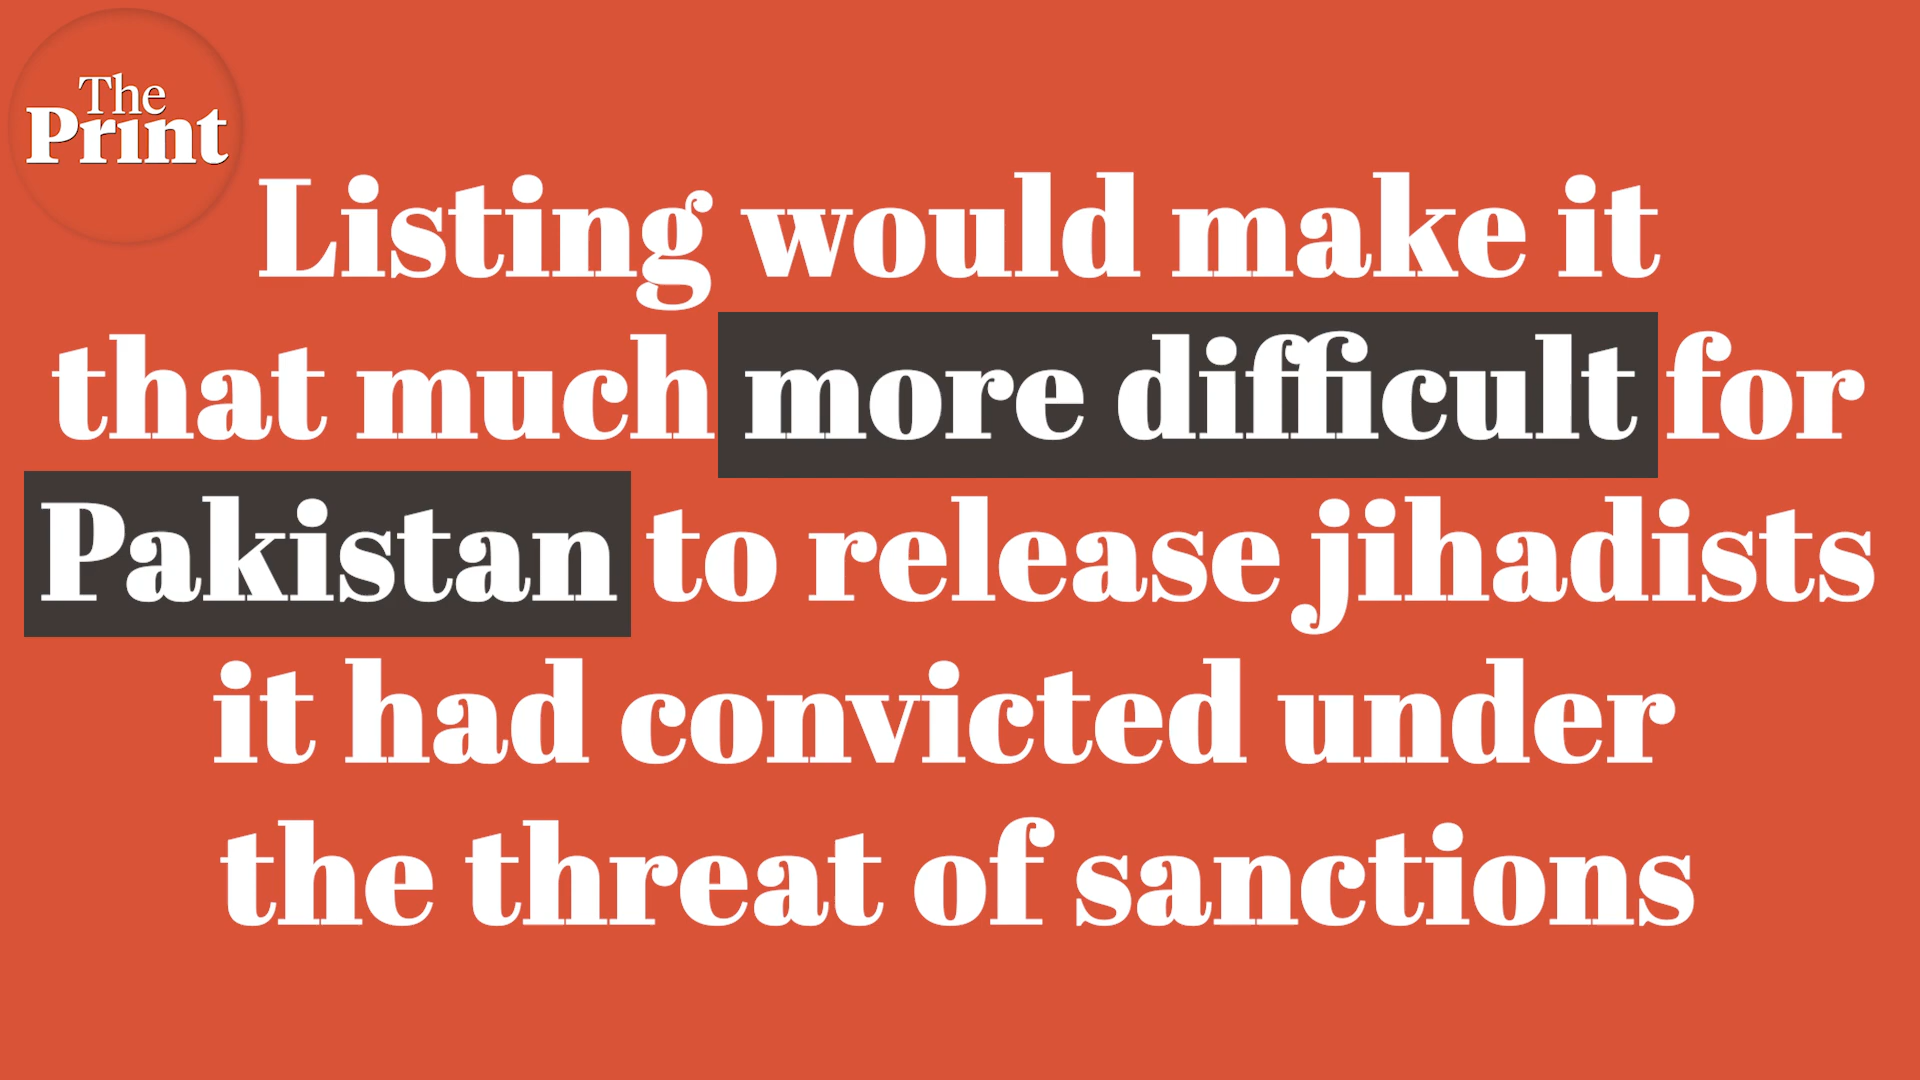 The
Print
Listing would make it
that much more difficult for
Pakistan to release jihadists
it had convicted under
the threat of sanctions